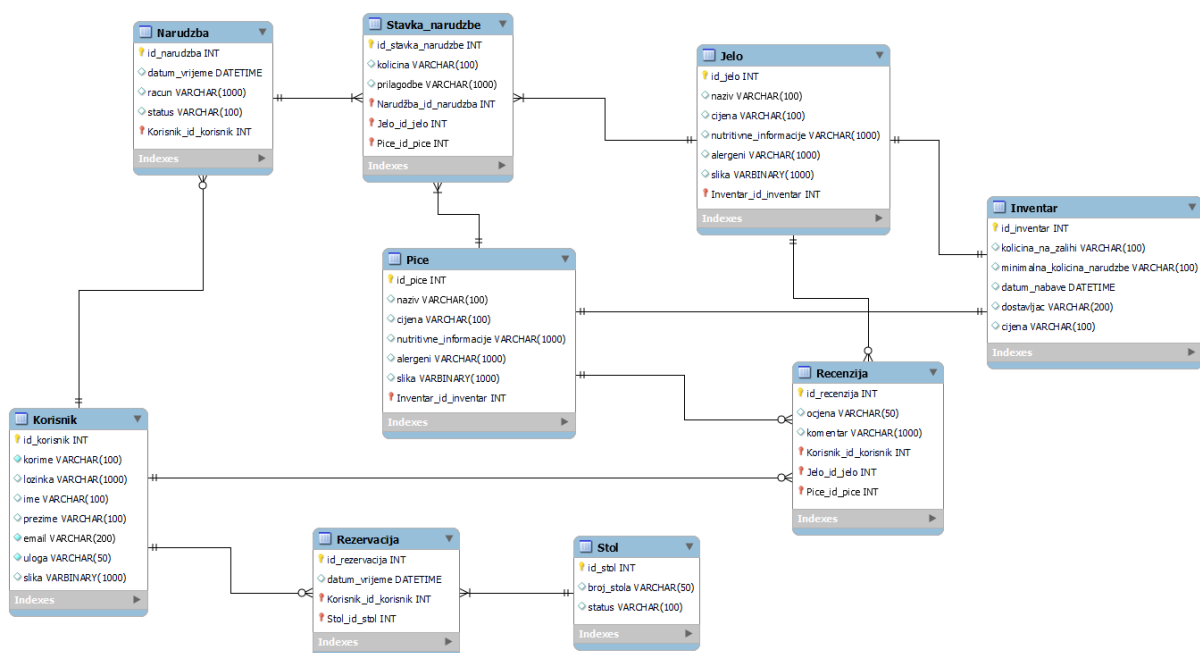 Narudzba
id_narudzba INT
datum_vrijeme DATETIME
racun VARCHAR(1000)
status VARCHAR(100)
Korisnik_id_korisnik INT
Indexes
Stavka_narudzbe
id_stavka_narudzbe INT
kolicina VARCHAR(100)
prilagodbe VARCHAR(1000)
Narudžba_id_narudzba INT
Jelo_id_jelo INT
Pice_id_pice INT
Indexes
Jelo
id_jelo INT
naziv VARCHAR(100)
cijena VARCHAR(100)
nutritivne_informacije VARCHAR(1000)
alergeni VARCHAR(1000)
slika VARBINARY(1000)
Inventar_id_inventar INT
Indexes
Inventar
id_inventar INT
kolicina_na_zalihi VARCHAR(100)
minimalna_kolicina_narudzbe VARCHAR(100)
datum_nabave DATETIME
dostavljac VARCHAR(200)
cijena VARCHAR(100)
Indexes
Pice
id_pice INT
naziv VARCHAR(100)
cijena VARCHAR(100)
nutritivne_informacije VARCHAR(1000)
alergeni VARCHAR(1000)
slika VARBINARY(1000)
Inventar_id_inventar INT
Indexes
Recenzija
id_recenzija INT
ocjena VARCHAR(50)
komentar VARCHAR(1000)
Korisnik_id_korisnik INT
Jelo_id_jelo INT
Pice_id_pice INT
Indexes
Korisnik
id_korisnik INT
korime VARCHAR(100)
lozinka VARCHAR(1000)
ime VARCHAR(100)
prezime VARCHAR(100)
email VARCHAR(200)
uloga VARCHAR(50)
slika VARBINARY(1000)
Indexes
Rezervacija
id_rezervacija INT
datum_vrijeme DATETIME
Korisnik_id_korisnik INT
Stol_id_stol INT
Indexes
Stol
id_stol INT
broj_stola VARCHAR(50)
status VARCHAR(100)
Indexes